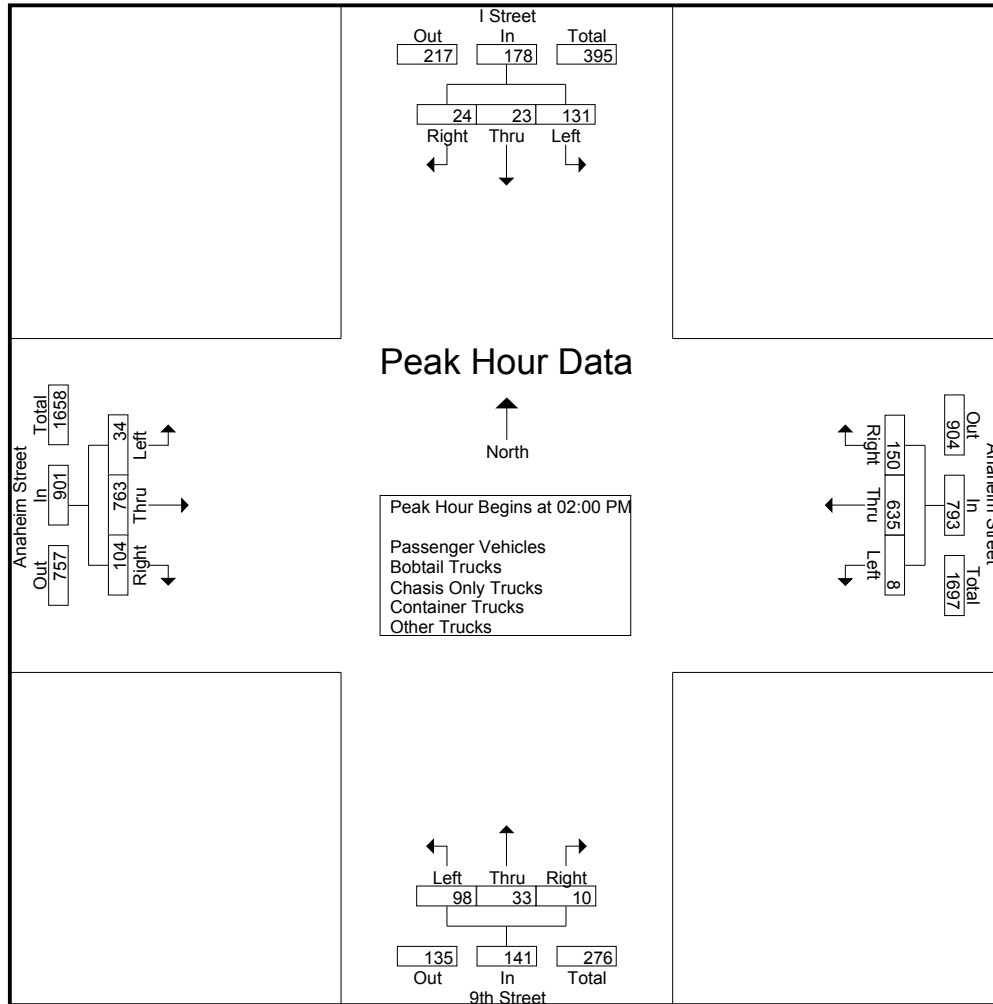 I Street
Out In Total
217 178 395
24 23 131
Right Thru Left
Peak Hour Data
North
Peak Hour Begins at 02:00 PM
Passenger Vehicles
Bobtail Trucks
Chasis Only Trucks
Container Trucks
Other Trucks
Anaheim Street
Out In Total
757 901 1658
104 763 34
Right Thru Left
Anaheim Street
Out In Total
904 793 1697
150 635 8
Right Thru Left
Left Thru Right
98 33 10
135 141 276
Out In Total
9th Street